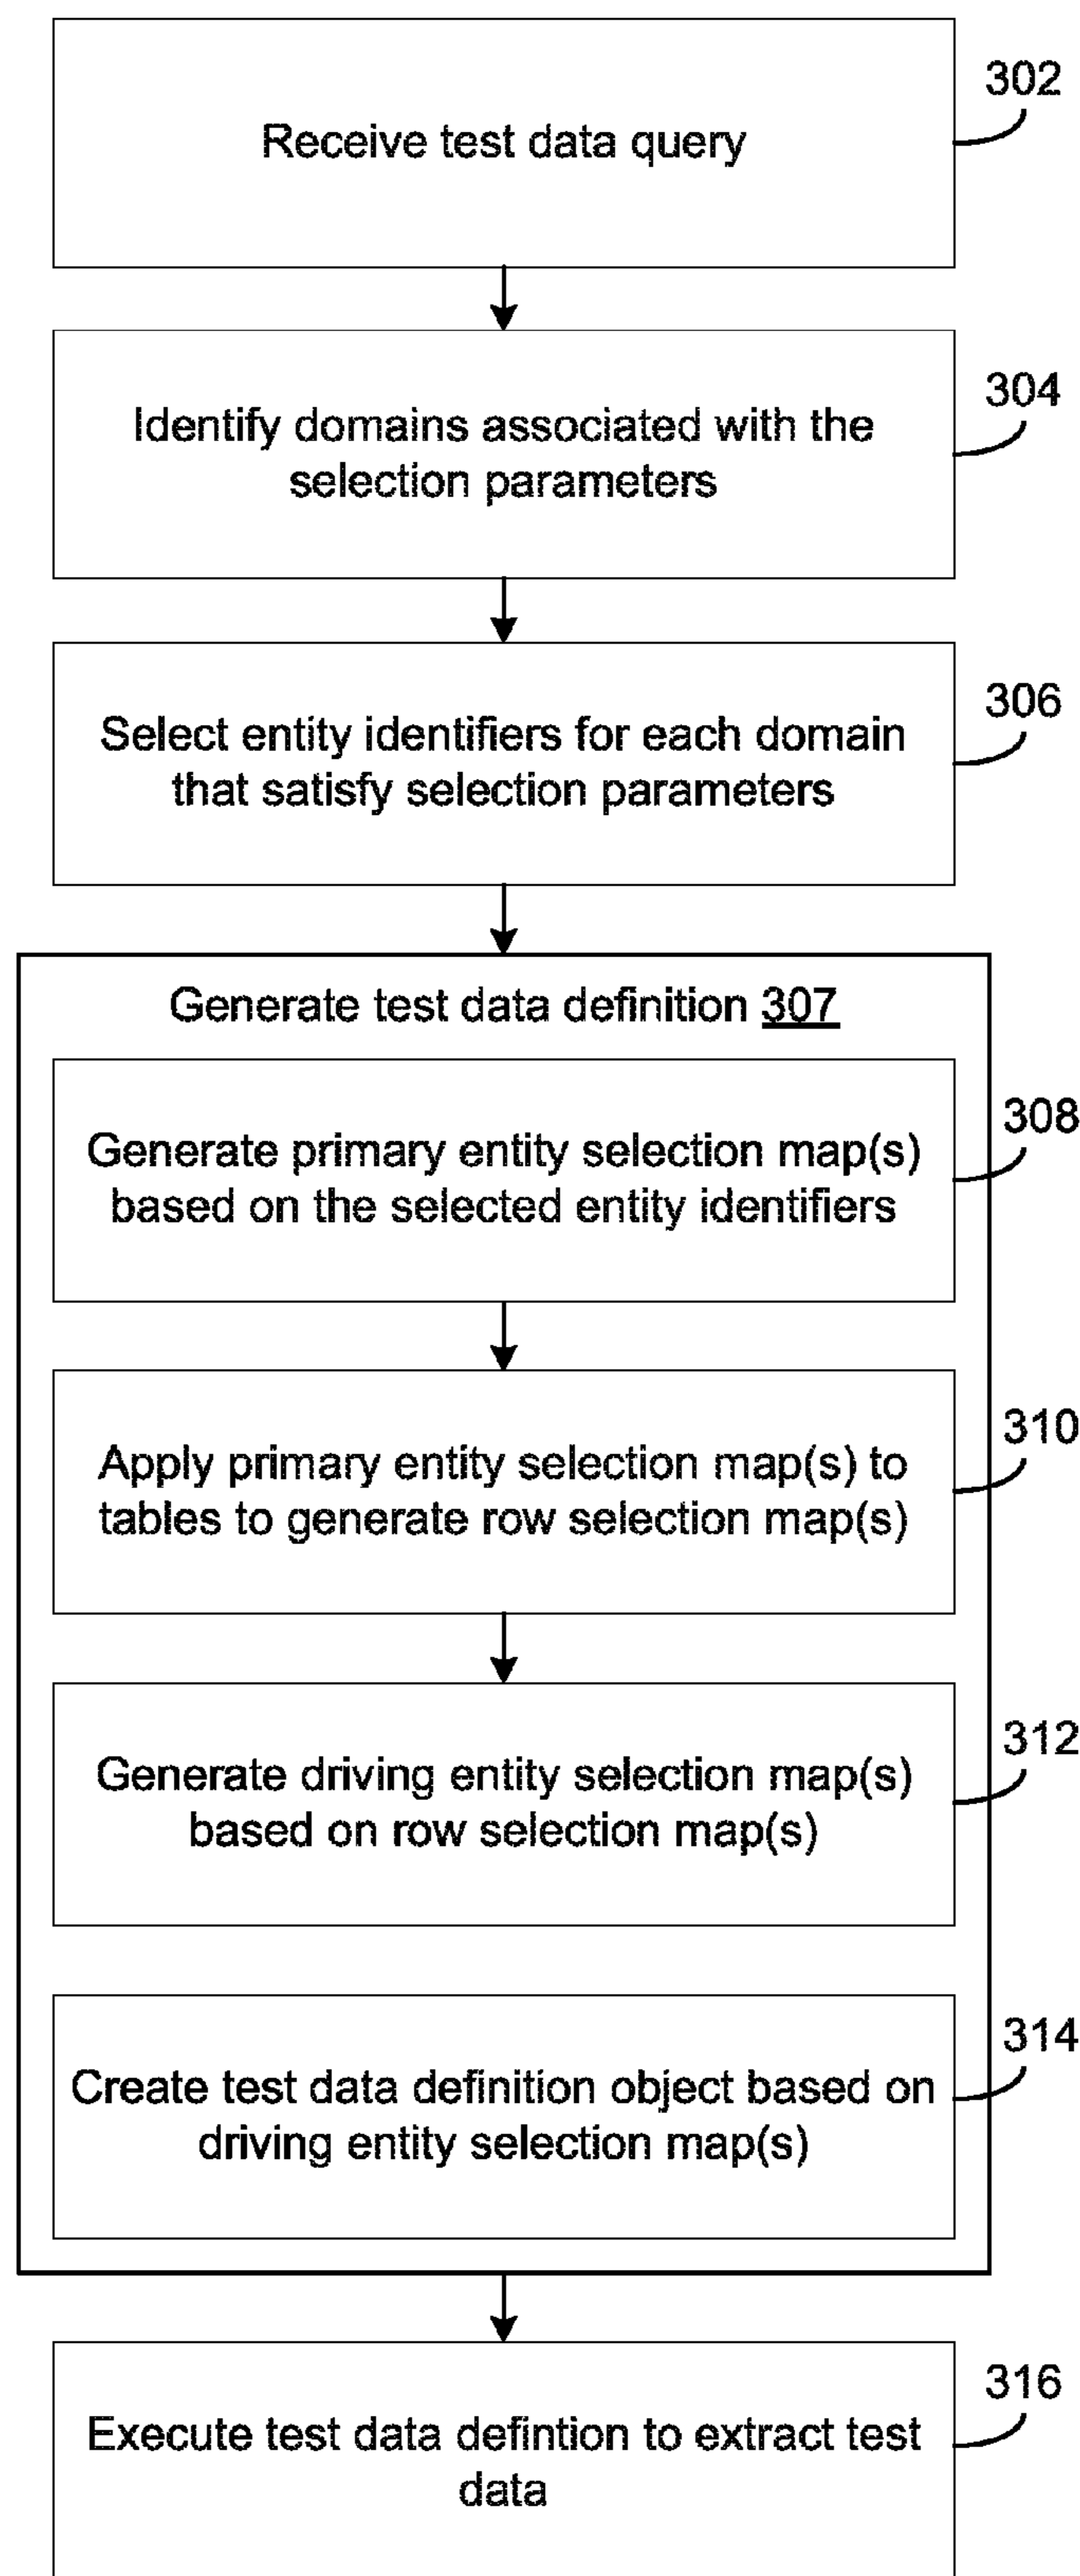 302
Receive test data query
304
Identify domains associated with the
selection parameters
306
Select entity identifiers for each domain
that satisfy selection parameters
Generate test data definition 307
308
Generate primary entity selection map(s)
based on the selected entity identifiers
310
Apply primary entity selection map(s) to
tables to generate row selection map(s)
312
Generate driving entity selection map(s)
based on row selection map(s)
314
Create test data definition object based on
driving entity selection map(s)
316
Execute test data defintion to extract test
data